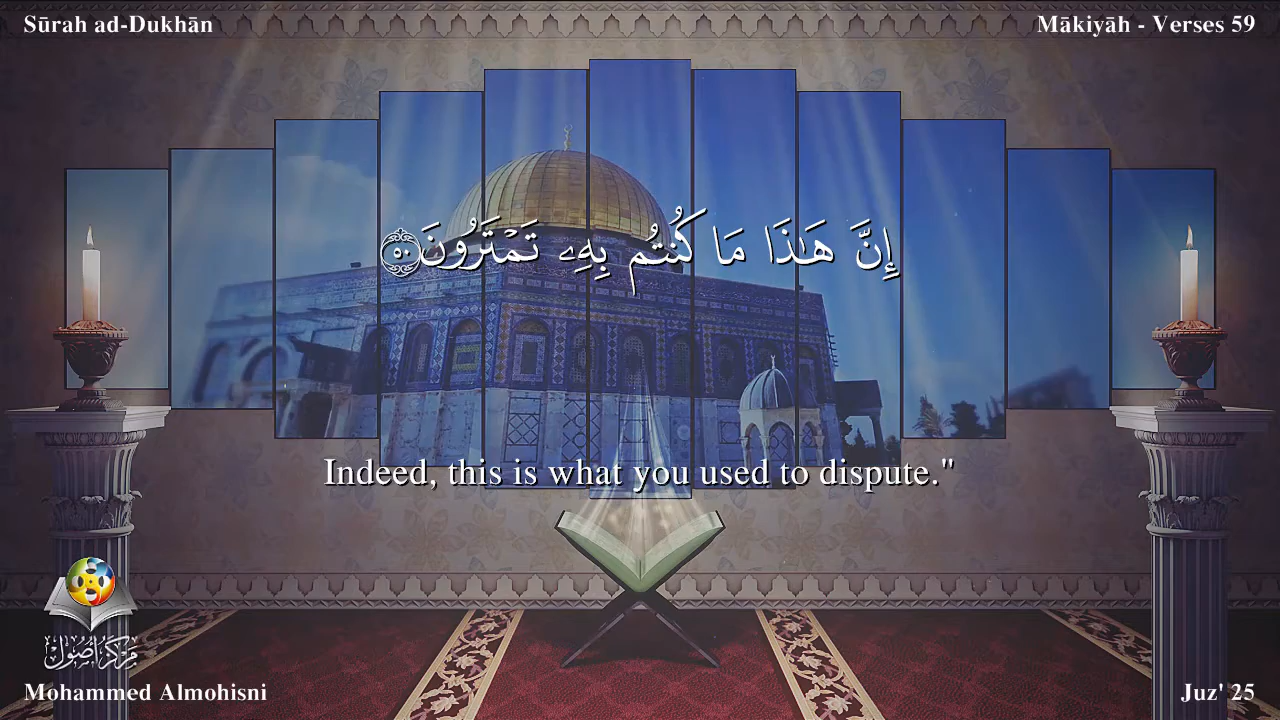 Sūrah ad-Dukhān
Mākiyāh - Verses 59
إِنَّ هَٰذَا مَا كُنتُم بِهِۦ تَمْتَرُونَ ٥٠
Indeed, this is what you used to dispute."
مركز أصول
Mohammed Almohisni
Juz' 25